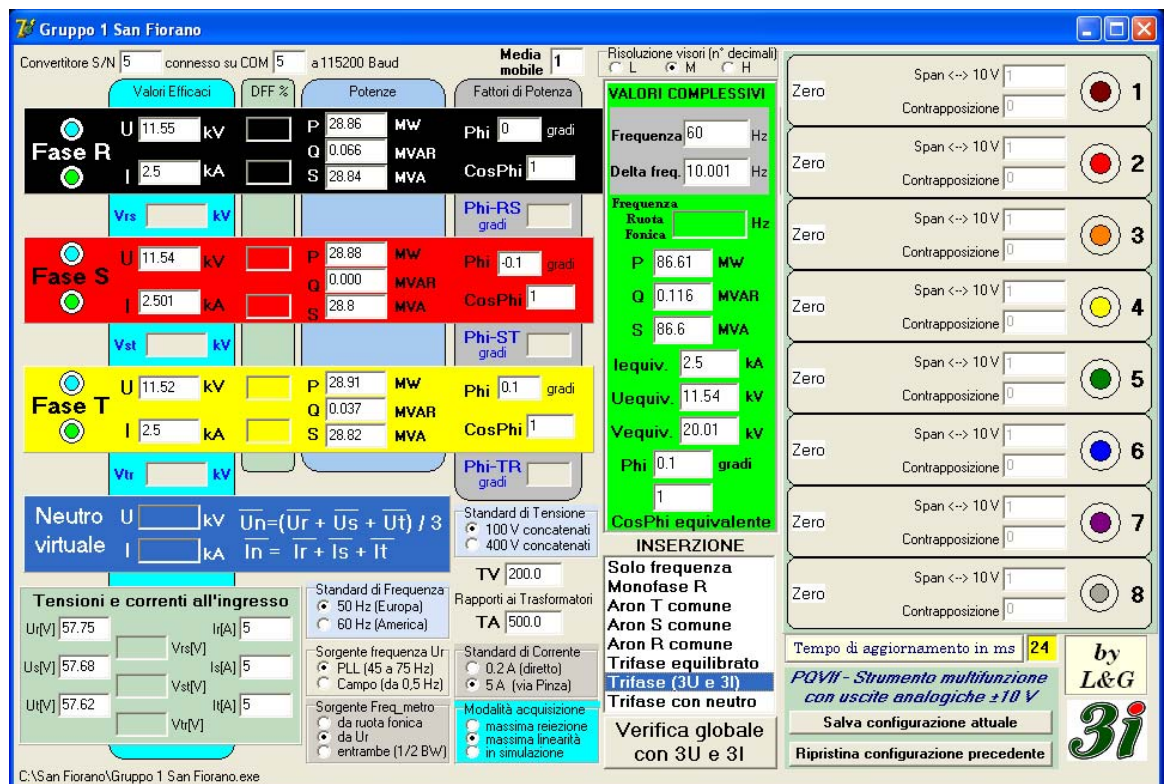 Gruppo 1 San Fiorano
Convertitore S/N 5 connesso su COM 5 a 115200 Baud
Media mobile 1
Risoluzione visori (n° decimali)
L M H
Valori Efficaci DFF % Potenze Fattori di Potenza
Fase R
U 11.55 kV
I 2.5 kA
P 28.86 MW
Q 0.066 MVAR
S 28.84 MVA
Phi 0 gradi
CosPhi 1
Vrs kV
Phi-RS gradi
Fase S
U 11.54 kV
I 2.501 kA
P 28.88 MW
Q 0.000 MVAR
S 28.8 MVA
Phi -0.1 gradi
CosPhi 1
Vst kV
Phi-ST gradi
Fase T
U 11.52 kV
I 2.5 kA
P 28.91 MW
Q 0.037 MVAR
S 28.82 MVA
Phi 0.1 gradi
CosPhi 1
Vtr kV
Phi-TR gradi
Neutro virtuale
U kV Un=(Ur + Us + Ut) / 3
I kA In = Ir + Is + It
Tensioni e correnti all'ingresso
Ur[V] 57.75 Ir[A] 5
Vrs[V]
Us[V] 57.68 Is[A] 5
Vst[V]
Ut[V] 57.62 It[A] 5
Vtr[V]
Standard di Frequenza
50 Hz (Europa)
60 Hz (America)
Sorgente frequenza Ur
PLL (45 a 75 Hz)
Campo (da 0,5 Hz)
Sorgente Freq_metro
da ruota fonica
da Ur
entrambe (1/2 BW)
Standard di Tensione
100 V concatenati
400 V concatenati
TV 200.0
Rapporti ai Trasformatori
TA 500.0
Standard di Corrente
0.2 A (diretto)
5 A (via Pinza)
Modalità acquisizione
massima reiezione
massima linearità
in simulazione
VALORI COMPLESSIVI
Frequenza 60 Hz
Delta freq. 10.001 Hz
Frequenza Ruota Fonica Hz
P 86.61 MW
Q 0.116 MVAR
S 86.6 MVA
Iequiv. 2.5 kA
Uequiv. 11.54 kV
Vequiv. 20.01 kV
Phi 0.1 gradi
1
CosPhi equivalente
INSERZIONE
Solo frequenza
Monofase R
Aron T comune
Aron S comune
Aron R comune
Trifase equilibrato
Trifase (3U e 3I)
Trifase con neutro
Verifica globale
con 3U e 3I
Zero Span <--> 10 V 1
Contrapposizione 0
1
Zero Span <--> 10 V 1
Contrapposizione 0
2
Zero Span <--> 10 V 1
Contrapposizione 0
3
Zero Span <--> 10 V 1
Contrapposizione 0
4
Zero Span <--> 10 V 1
Contrapposizione 0
5
Zero Span <--> 10 V 1
Contrapposizione 0
6
Zero Span <--> 10 V 1
Contrapposizione 0
7
Zero Span <--> 10 V 1
Contrapposizione 0
8
Tempo di aggiornamento in ms 24
PQVIf - Strumento multifunzione
con uscite analogiche ±10 V
Salva configurazione attuale
Ripristina configurazione precedente
by
L&G
3i
C:\San Fiorano\Gruppo 1 San Fiorano.exe